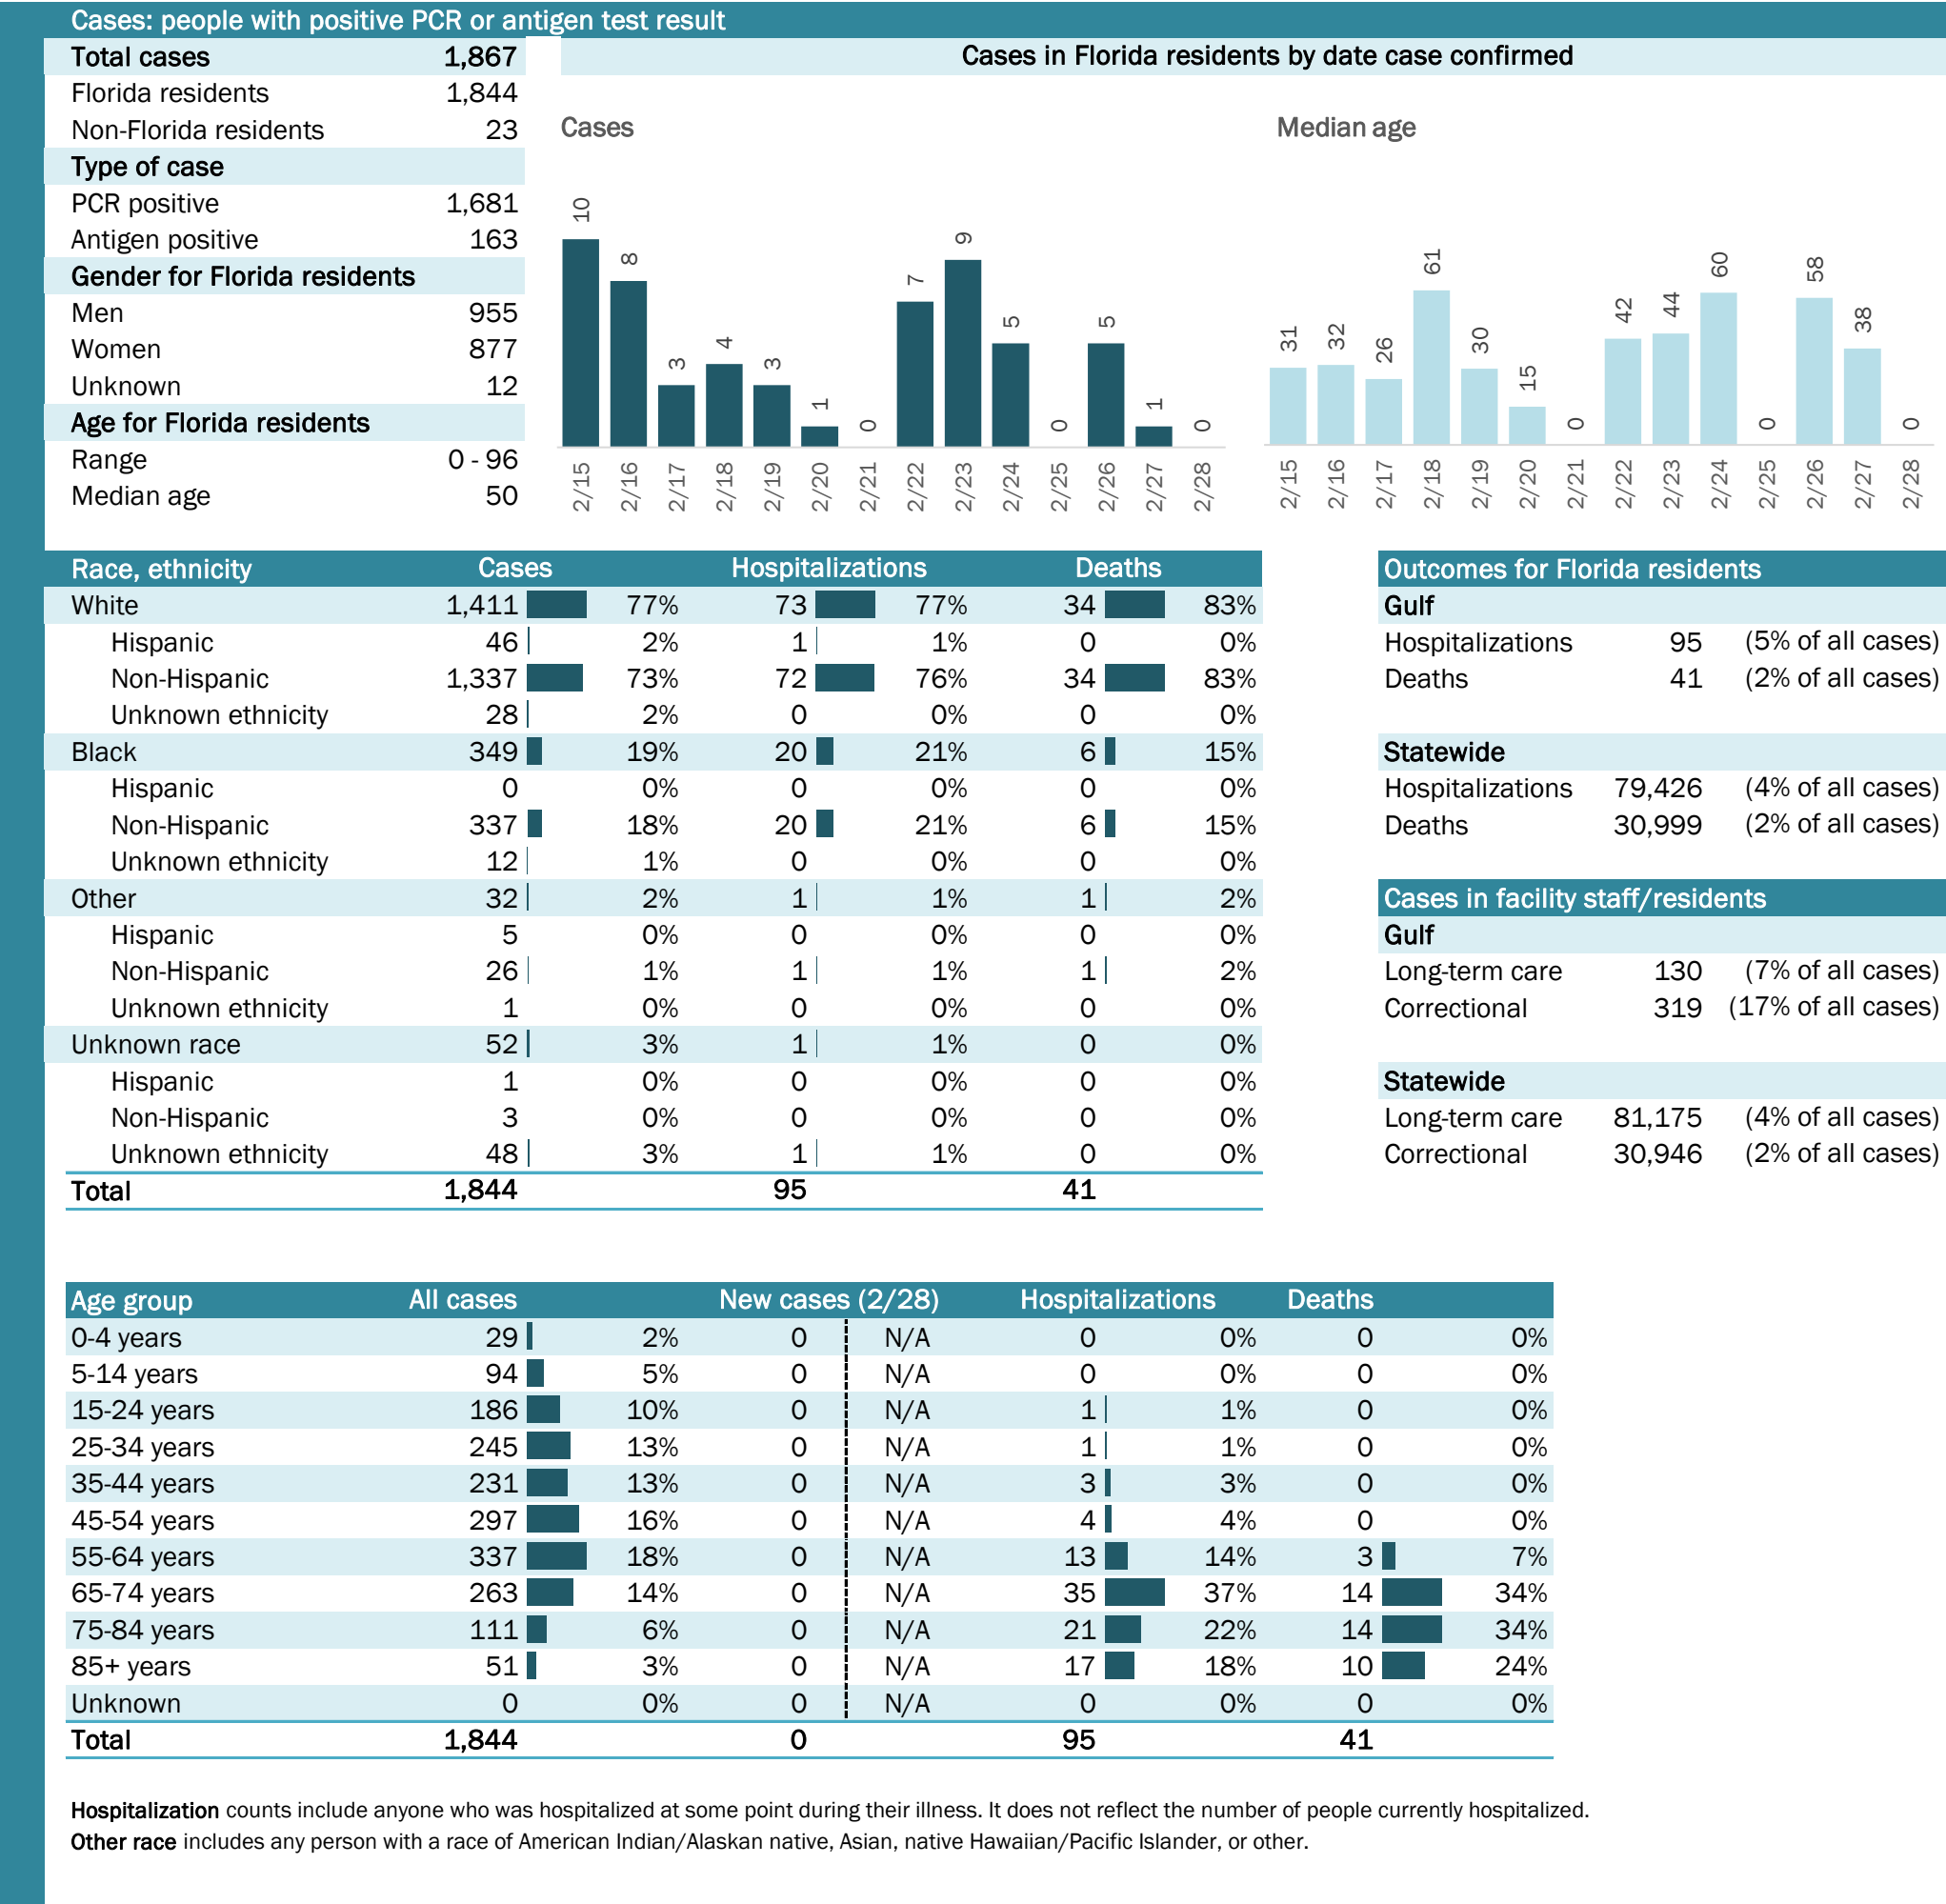 Cases: people with positive PCR or antigen test result
Total cases 1,867
Florida residents 1,844
Non-Florida residents 23
Type of case
PCR positive 1,681
Antigen positive 163
Gender for Florida residents
Men 955
Women 877
Unknown 12
Age for Florida residents
Range 0 - 96
Median age 50
Cases in Florida residents by date case confirmed
Cases
10 8 3 4 3 1 0 7 9 5 0 5 1 0
2/15 2/16 2/17 2/18 2/19 2/20 2/21 2/22 2/23 2/24 2/25 2/26 2/27 2/28
Median age
31 32 26 61 30 15 0 42 44 60 0 58 38 0
2/15 2/16 2/17 2/18 2/19 2/20 2/21 2/22 2/23 2/24 2/25 2/26 2/27 2/28
Race, ethnicity Cases Hospitalizations Deaths
White 1,411 77% 73 77% 34 83%
Hispanic 46 2% 1 1% 0 0%
Non-Hispanic 1,337 73% 72 76% 34 83%
Unknown ethnicity 28 2% 0 0% 0 0%
Black 349 19% 20 21% 6 15%
Hispanic 0 0% 0 0% 0 0%
Non-Hispanic 337 18% 20 21% 6 15%
Unknown ethnicity 12 1% 0 0% 0 0%
Other 32 2% 1 1% 1 2%
Hispanic 5 0% 0 0% 0 0%
Non-Hispanic 26 1% 1 1% 1 2%
Unknown ethnicity 1 0% 0 0% 0 0%
Unknown race 52 3% 1 1% 0 0%
Hispanic 1 0% 0 0% 0 0%
Non-Hispanic 3 0% 0 0% 0 0%
Unknown ethnicity 48 3% 1 1% 0 0%
Total 1,844 95 41
Outcomes for Florida residents
Gulf
Hospitalizations 95 (5% of all cases)
Deaths 41 (2% of all cases)
Statewide
Hospitalizations 79,426 (4% of all cases)
Deaths 30,999 (2% of all cases)
Cases in facility staff/residents
Gulf
Long-term care 130 (7% of all cases)
Correctional 319 (17% of all cases)
Statewide
Long-term care 81,175 (4% of all cases)
Correctional 30,946 (2% of all cases)
Age group All cases New cases (2/28) Hospitalizations Deaths
0-4 years 29 2% 0 N/A 0 0% 0 0%
5-14 years 94 5% 0 N/A 0 0% 0 0%
15-24 years 186 10% 0 N/A 1 1% 0 0%
25-34 years 245 13% 0 N/A 1 1% 0 0%
35-44 years 231 13% 0 N/A 3 3% 0 0%
45-54 years 297 16% 0 N/A 4 4% 0 0%
55-64 years 337 18% 0 N/A 13 14% 3 7%
65-74 years 263 14% 0 N/A 35 37% 14 34%
75-84 years 111 6% 0 N/A 21 22% 14 34%
85+ years 51 3% 0 N/A 17 18% 10 24%
Unknown 0 0% 0 N/A 0 0% 0 0%
Total 1,844 0 95 41
Hospitalization counts include anyone who was hospitalized at some point during their illness. It does not reflect the number of people currently hospitalized.
Other race includes any person with a race of American Indian/Alaskan native, Asian, native Hawaiian/Pacific Islander, or other.